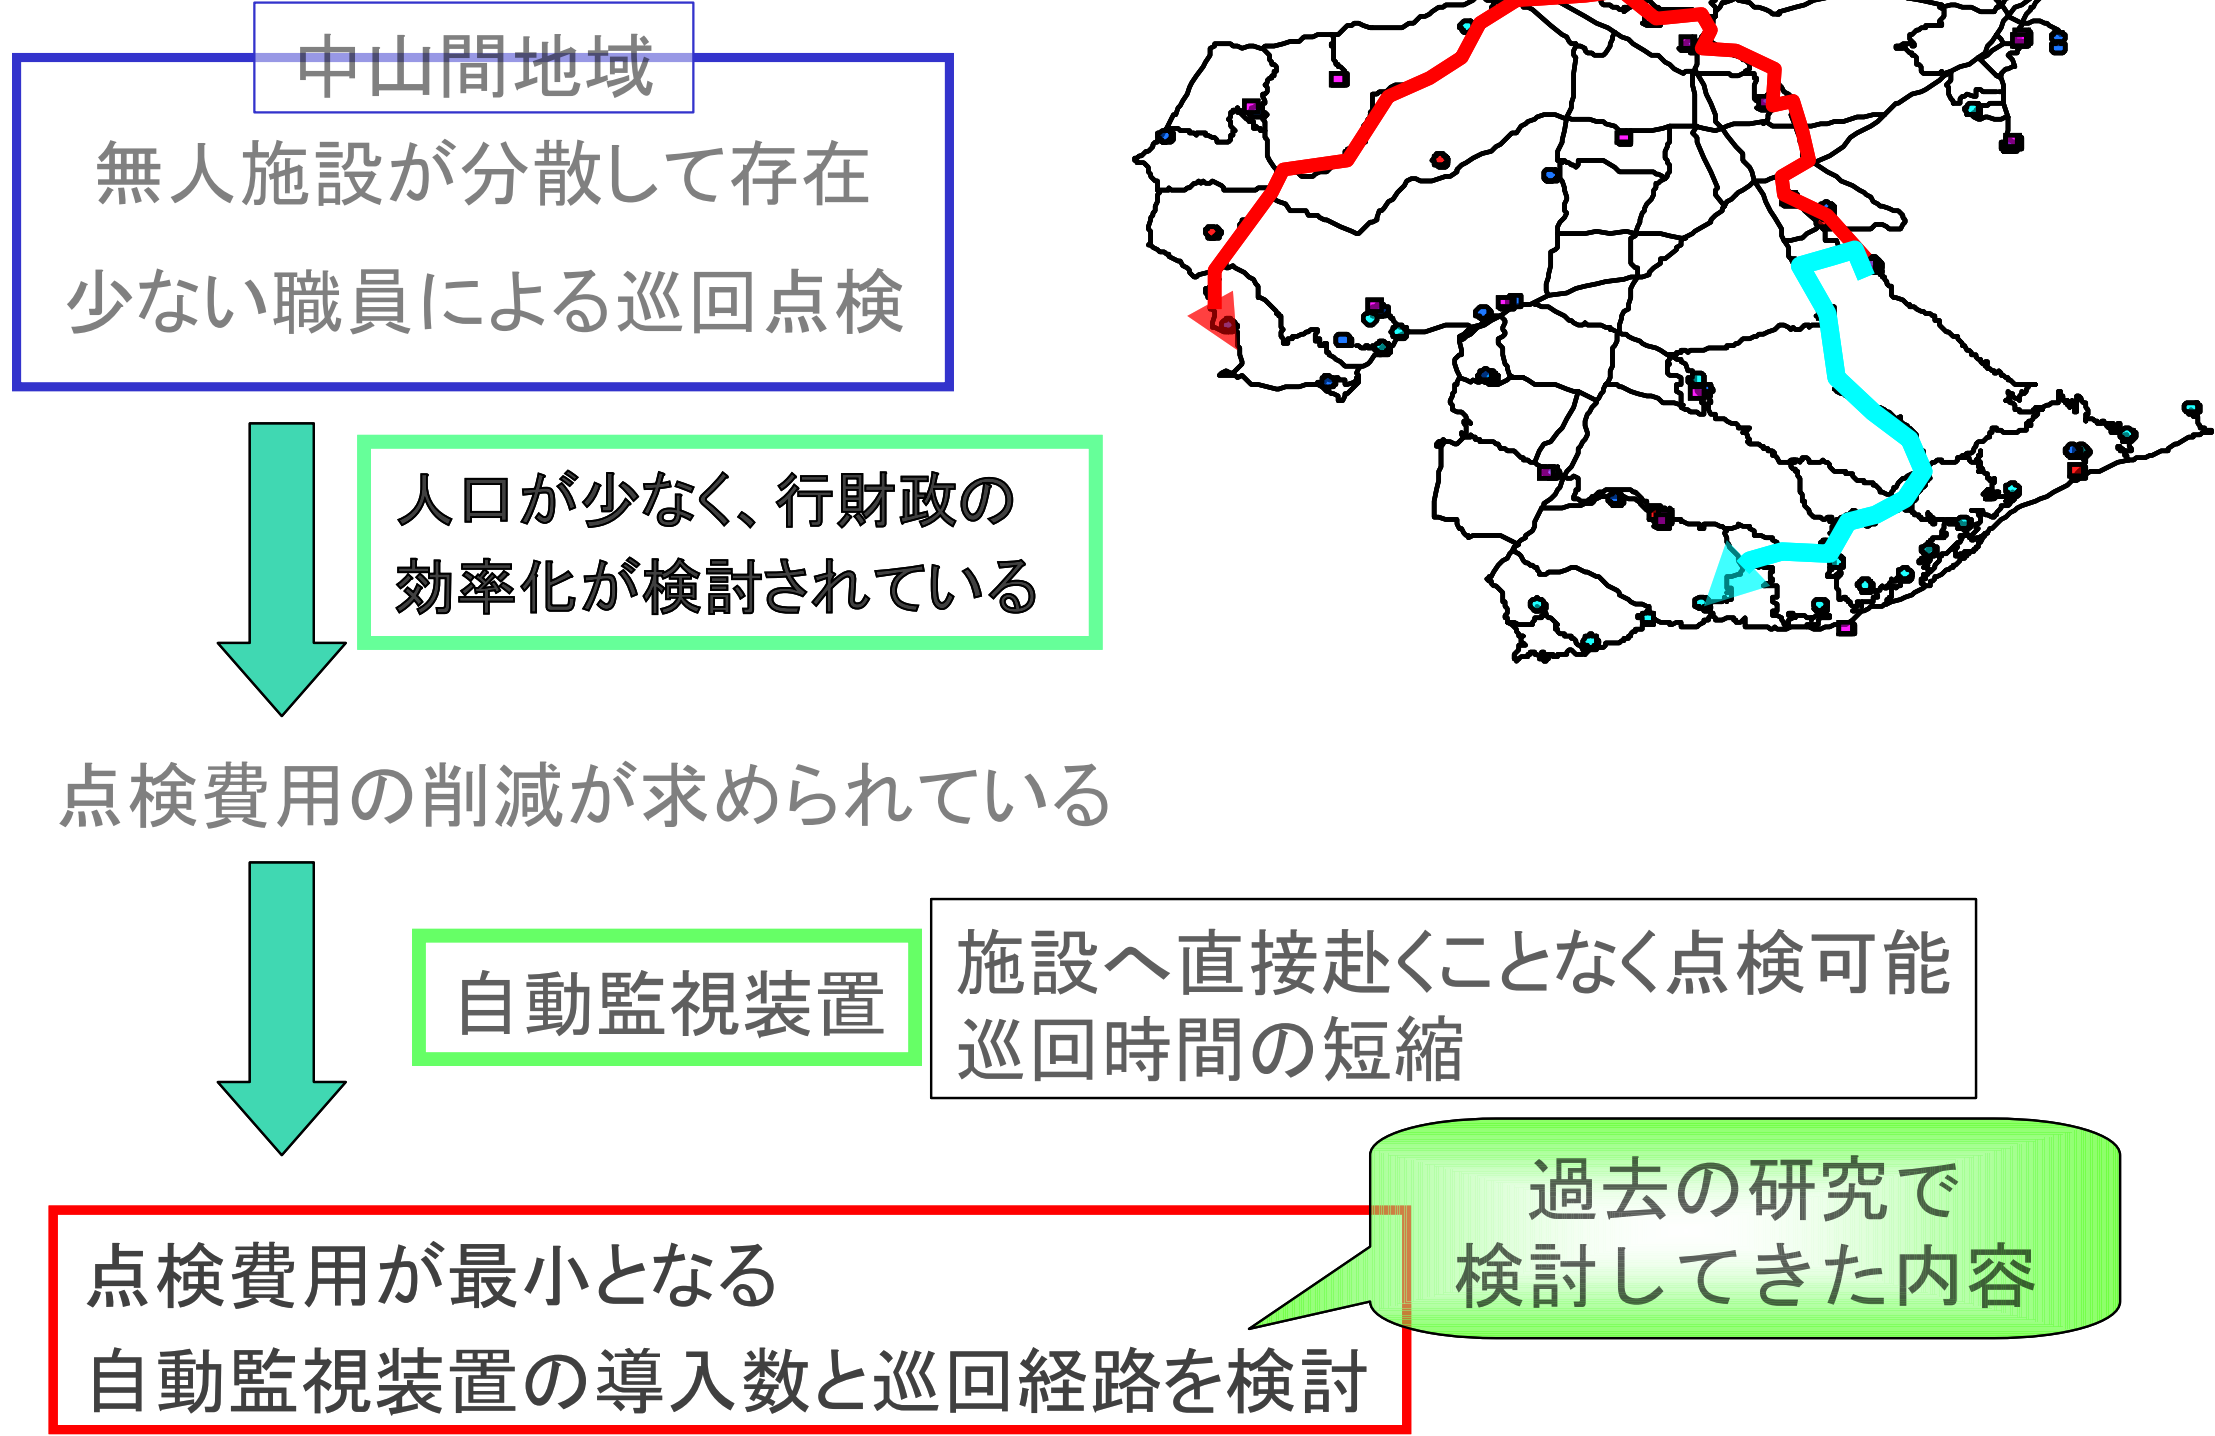 中山間地域
無人施設が分散して存在
少ない職員による巡回点検
人口が少なく、行財政の
効率化が検討されている
点検費用の削減が求められている
自動監視装置
施設へ直接赴くことなく点検可能
巡回時間の短縮
過去の研究で
検討してきた内容
点検費用が最小となる
自動監視装置の導入数と巡回経路を検討